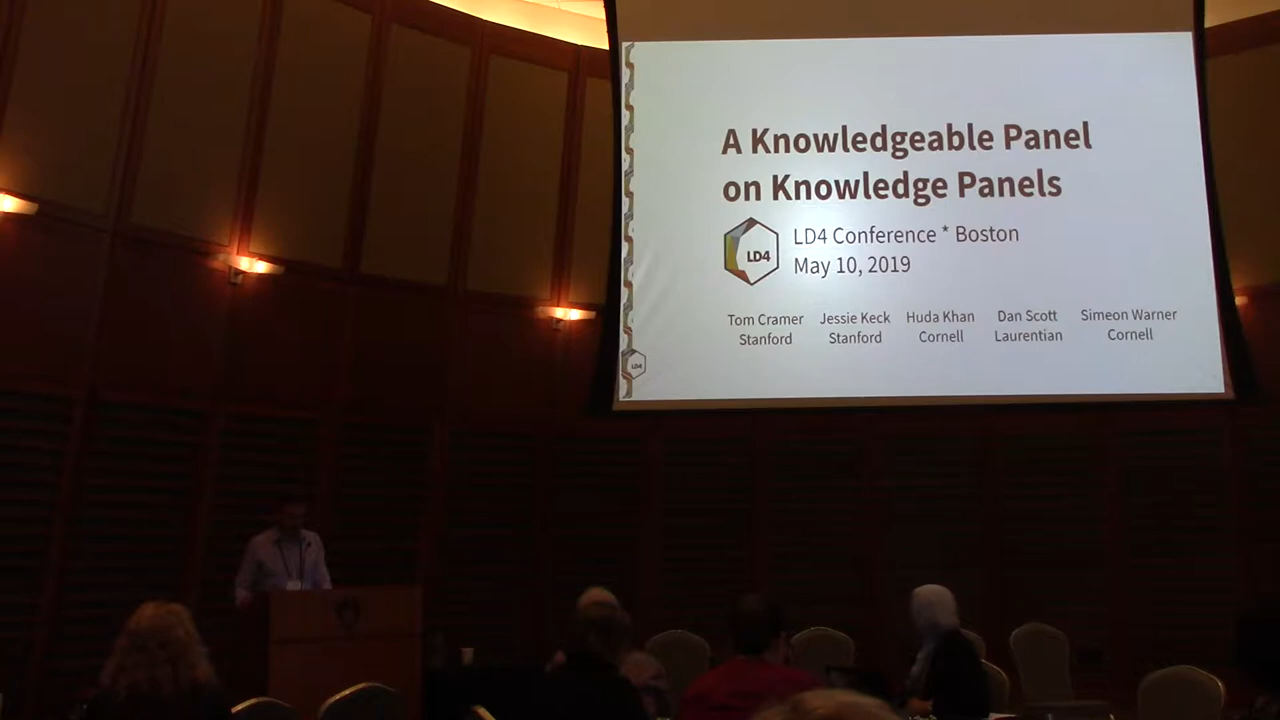 A Knowledgeable Panel
on Knowledge Panels
LD4
LD4 Conference * Boston
May 10, 2019
Tom Cramer
Stanford
Jessie Keck
Stanford
Huda Khan
Cornell
Dan Scott
Laurentian
Simeon Warner
Cornell
LD4